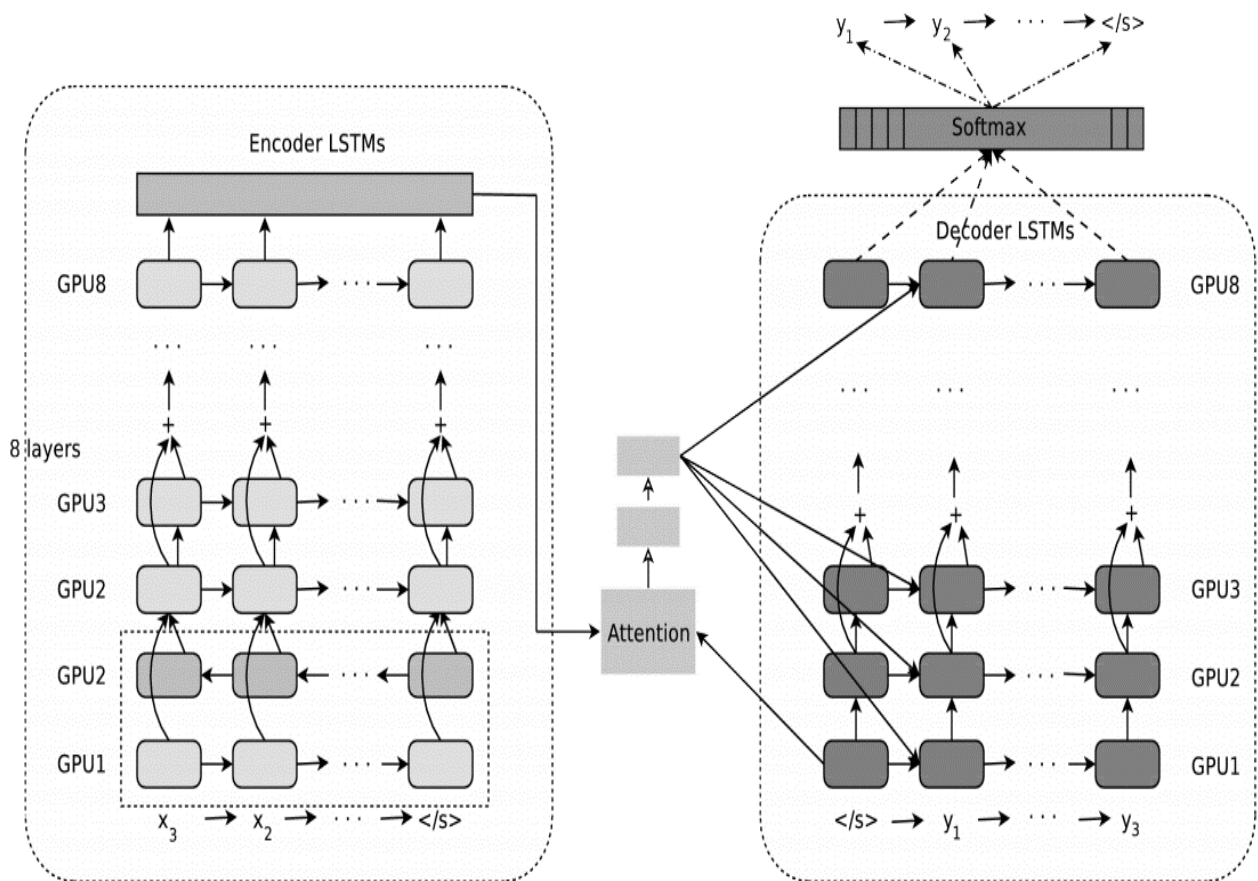 y1 → y2 → ··· → </s>
Softmax
Encoder LSTMs
Decoder LSTMs
GPU8
GPU8
··· ··· ···
··· ··· ···
+ + +
8 layers
GPU3
+ + +
GPU2
GPU3
Attention
GPU2
GPU2
GPU1
GPU1
x3 → x2 → ··· → </s>
</s> → y1 → ··· → y3